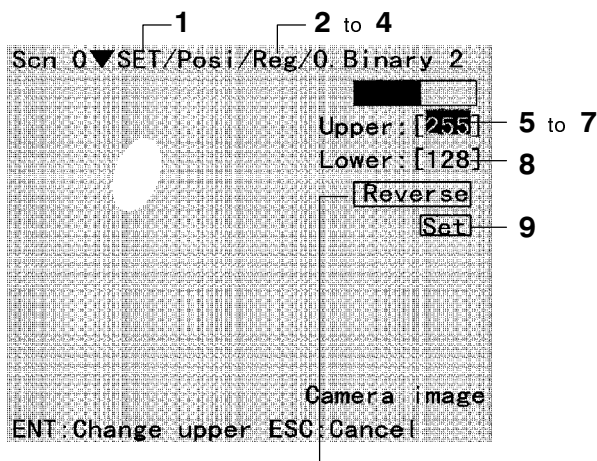 1
2 to 4
Scn 0▼SET/Posi/Reg/0.Binary 2
Upper:[255]
5 to 7
Lower:[128]
8
Reverse
Set
9
Camera image
ENT:Change upper ESC:Cancel